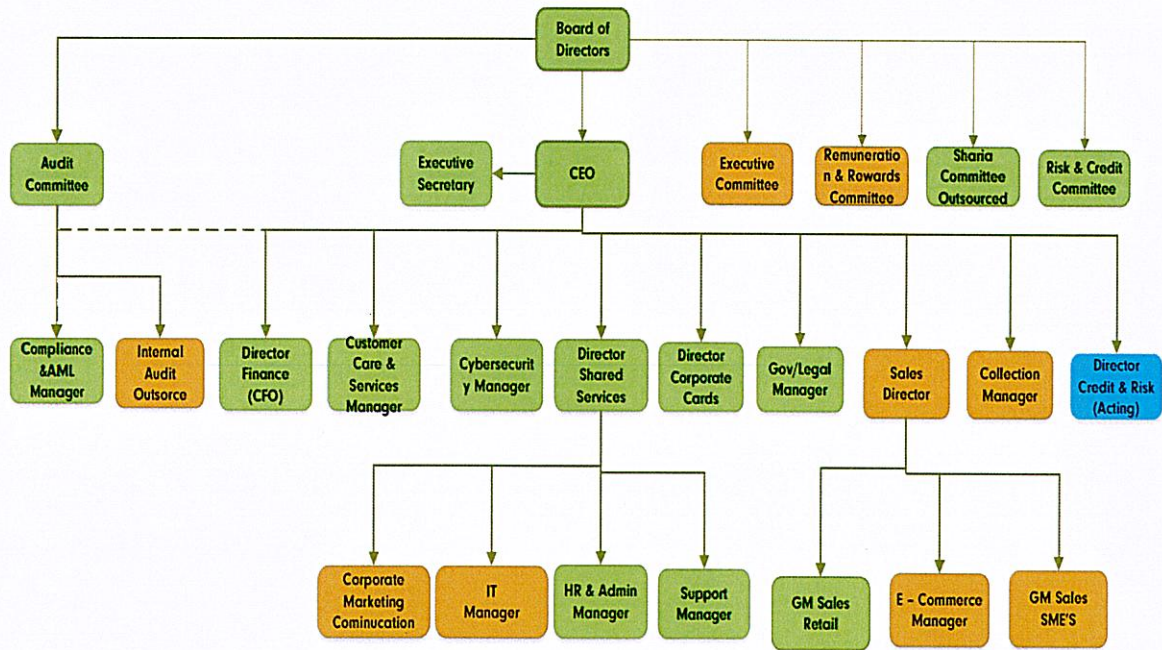 Board of
Directors
Audit
Committee
Executive
Secretary
CEO
Executive
Committee
Remuneratio
n & Rewards
Committee
Sharia
Committee
Outsourced
Risk & Credit
Committee
Compliance
&AML
Manager
Internal
Audit
Outsorce
Director
Finance
(CFO)
Customer
Care &
Services
Manager
Cybersecurit
y Manager
Director
Shared
Services
Director
Corporate
Cards
Gov/Legal
Manager
Sales
Director
Collection
Manager
Director
Credit & Risk
(Acting)
Corporate
Marketing
Cominucation
IT
Manager
HR & Admin
Manager
Support
Manager
GM Sales
Retail
E – Commerce
Manager
GM Sales
SME'S